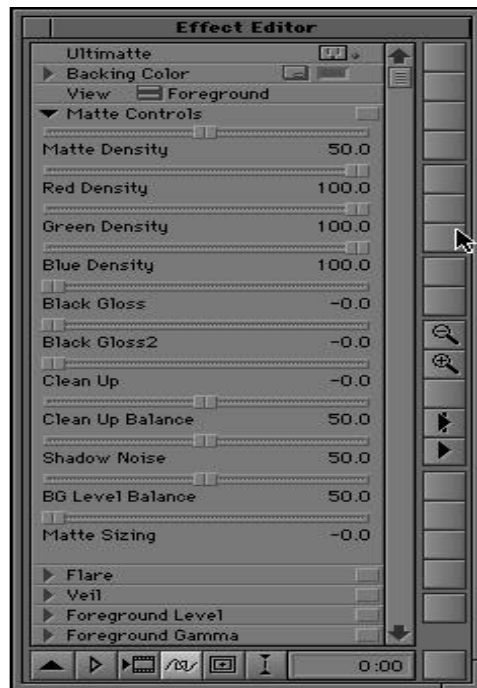 Effect Editor
Ultimatte
Backing Color
View Foreground
Matte Controls
Matte Density 50.0
Red Density 100.0
Green Density 100.0
Blue Density 100.0
Black Gloss -0.0
Black Gloss2 -0.0
Clean Up -0.0
Clean Up Balance 50.0
Shadow Noise 50.0
BG Level Balance 50.0
Matte Sizing -0.0
Flare
Veil
Foreground Level
Foreground Gamma
0:00